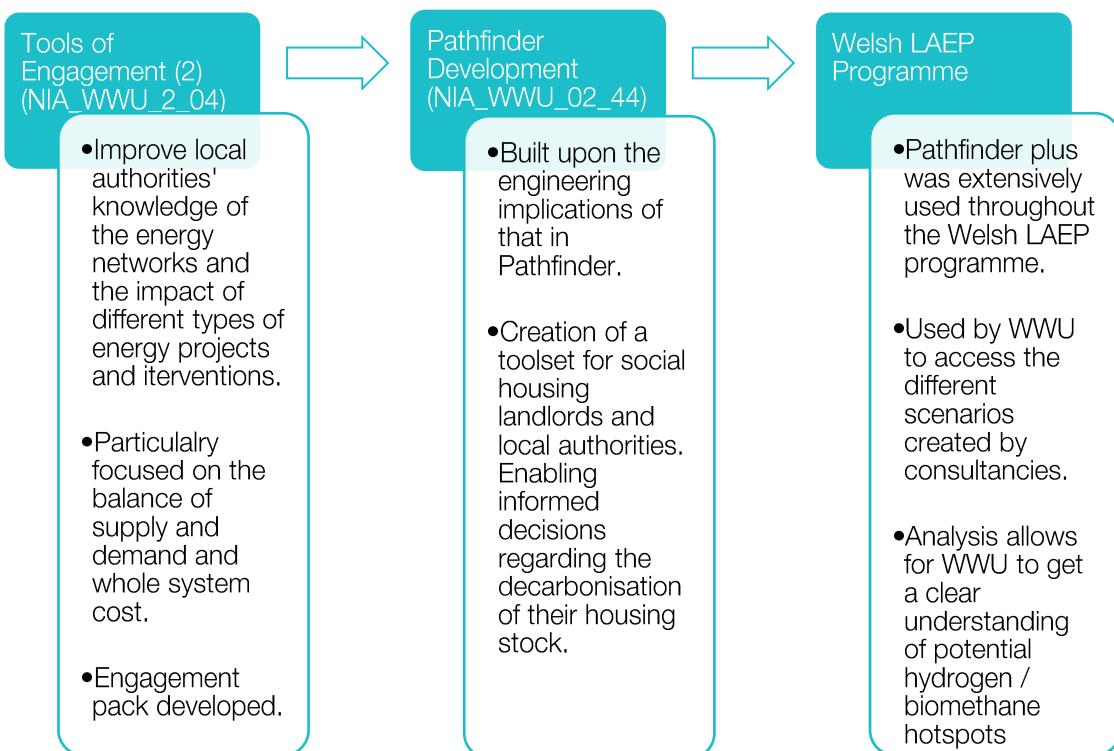 Tools of
Engagement (2)
(NIA_WWU_2_04)
•Improve local
authorities'
knowledge of
the energy
networks and
the impact of
different types of
energy projects
and iterventions.
•Particulalry
focused on the
balance of
supply and
demand and
whole system
cost.
•Engagement
pack developed.
Pathfinder
Development
(NIA_WWU_02_44)
•Built upon the
engineering
implications of
that in
Pathfinder.
•Creation of a
toolset for social
housing
landlords and
local authorities.
Enabling
informed
decisions
regarding the
decarbonisation
of their housing
stock.
Welsh LAEP
Programme
•Pathfinder plus
was extensively
used throughout
the Welsh LAEP
programme.
•Used by WWU
to access the
different
scenarios
created by
consultancies.
•Analysis allows
for WWU to get
a clear
understanding
of potential
hydrogen /
biomethane
hotspots